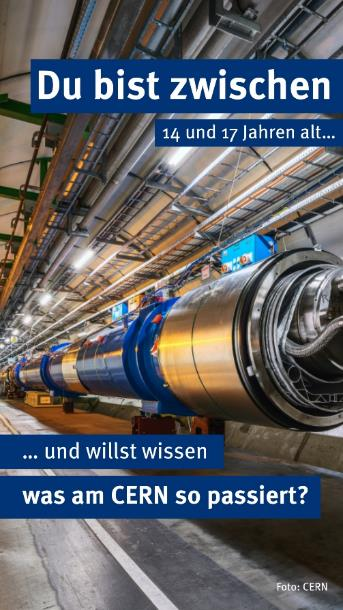 Du bist zwischen
14 und 17 Jahren alt...
... und willst wissen
was am CERN so passiert?
Foto: CERN